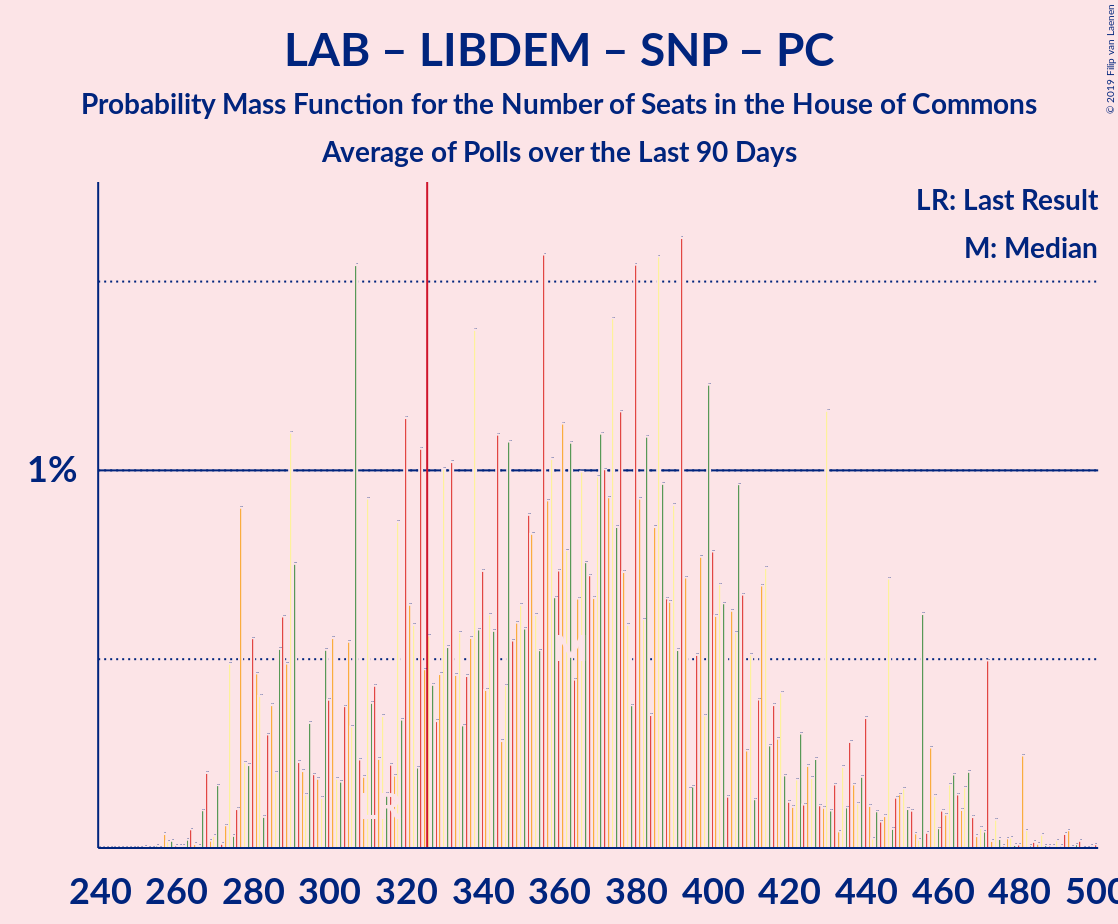 LAB – LIBDEM – SNP – PC
Probability Mass Function for the Number of Seats in the House of Commons
Average of Polls over the Last 90 Days
© 2019 Filip van Laenen
LR: Last Result
M: Median
1%
M
LR
240 260 280 300 320 340 360 380 400 420 440 460 480 500